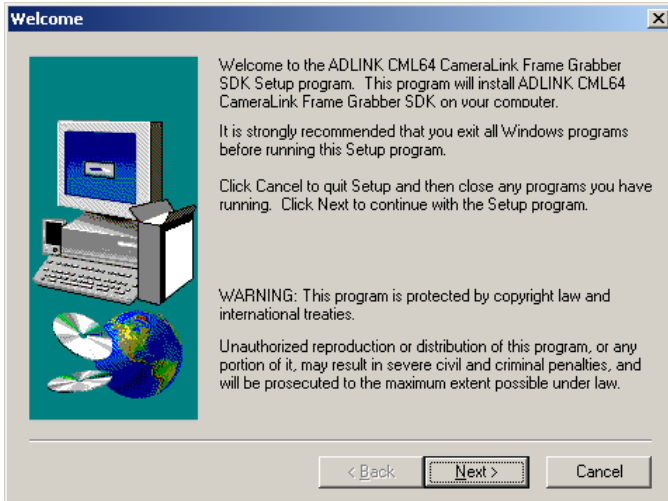 Welcome
Welcome to the ADLINK CML64 CameraLink Frame Grabber
SDK Setup program.  This program will install ADLINK CML64
CameraLink Frame Grabber SDK on your computer.
It is strongly recommended that you exit all Windows programs
before running this Setup program.
Click Cancel to quit Setup and then close any programs you have
running.  Click Next to continue with the Setup program.
WARNING: This program is protected by copyright law and
international treaties.
Unauthorized reproduction or distribution of this program, or any
portion of it, may result in severe civil and criminal penalties, and
will be prosecuted to the maximum extent possible under law.
< Back
Next >
Cancel